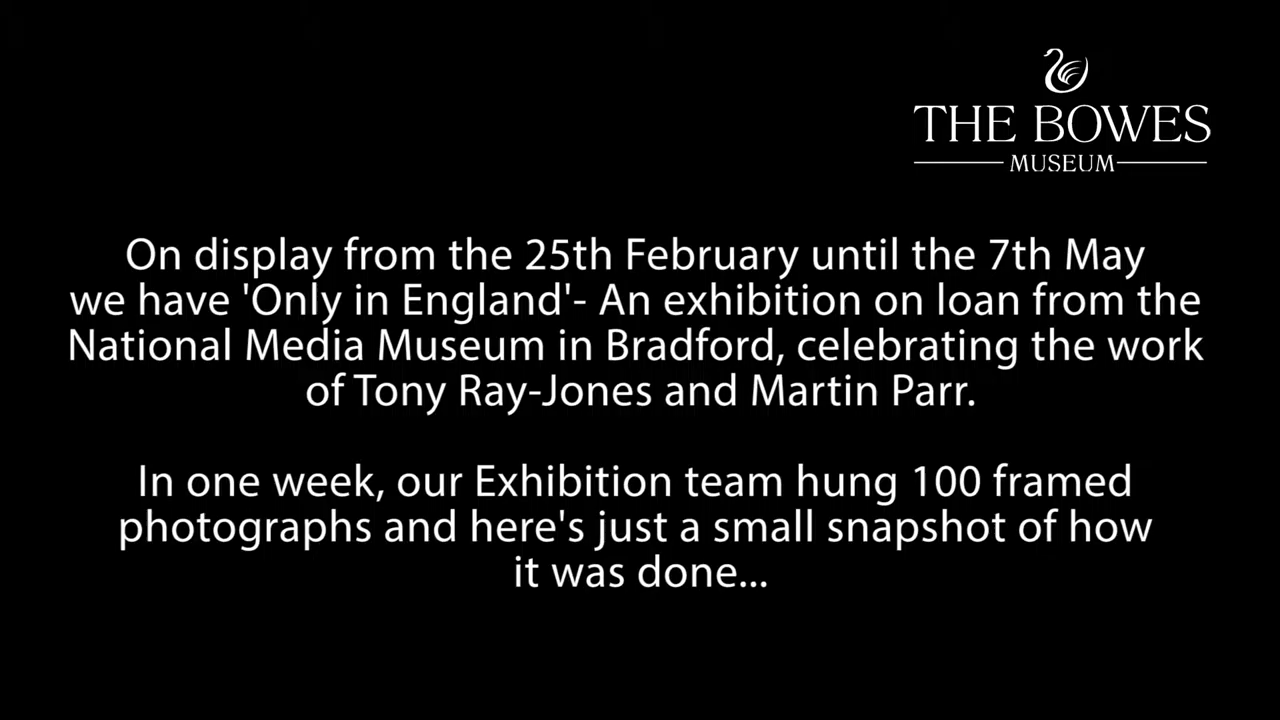 THE BOWES
MUSEUM
On display from the 25th February until the 7th May
we have 'Only in England'- An exhibition on loan from the
National Media Museum in Bradford, celebrating the work
of Tony Ray-Jones and Martin Parr.
In one week, our Exhibition team hung 100 framed
photographs and here's just a small snapshot of how
it was done...